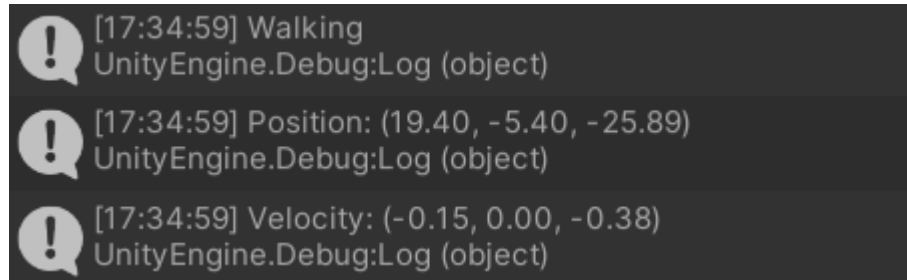 [17:34:59] Walking
UnityEngine.Debug:Log (object)
[17:34:59] Position: (19.40, -5.40, -25.89)
UnityEngine.Debug:Log (object)
[17:34:59] Velocity: (-0.15, 0.00, -0.38)
UnityEngine.Debug:Log (object)